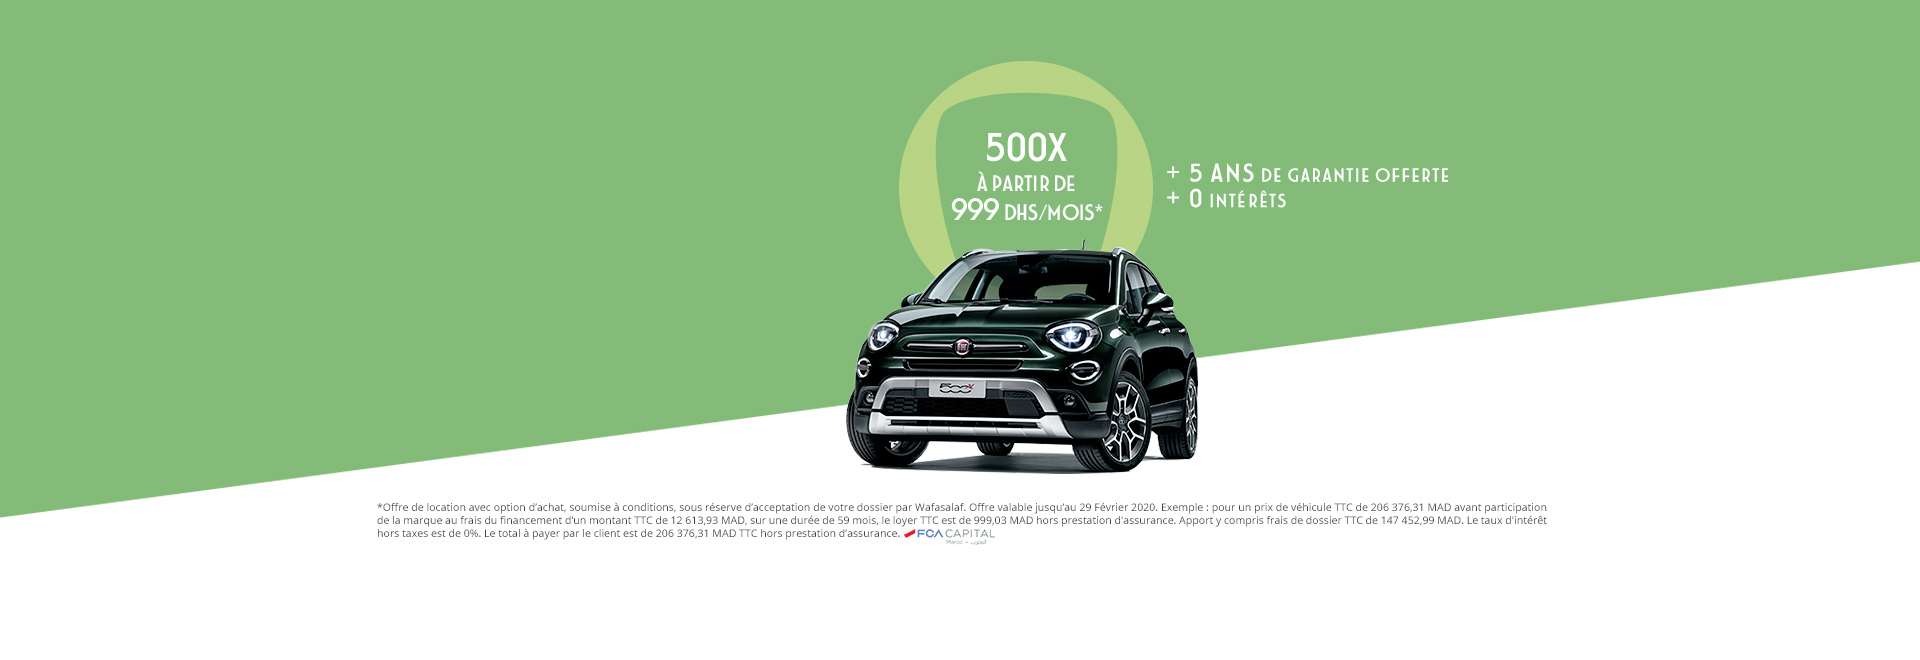 500X
À PARTIR DE
999 DHS/MOIS*
+ 5 ANS DE GARANTIE OFFERTE
+ 0 INTÉRÊTS
FIAT
500X
*Offre de location avec option d'achat, soumise à conditions, sous réserve d'acceptation de votre dossier par Wafasalaf. Offre valable jusqu'au 29 Février 2020. Exemple : pour un prix de véhicule TTC de 206 376,31 MAD avant participation
de la marque au frais du financement d'un montant TTC de 12 613,93 MAD, sur une durée de 59 mois, le loyer TTC est de 999,03 MAD hors prestation d'assurance. Apport y compris frais de dossier TTC de 147 452,99 MAD. Le taux d'intérêt
hors taxes est de 0%. Le total à payer par le client est de 206 376,31 MAD TTC hors prestation d'assurance. FCA CAPITAL
Maroc • المغرب